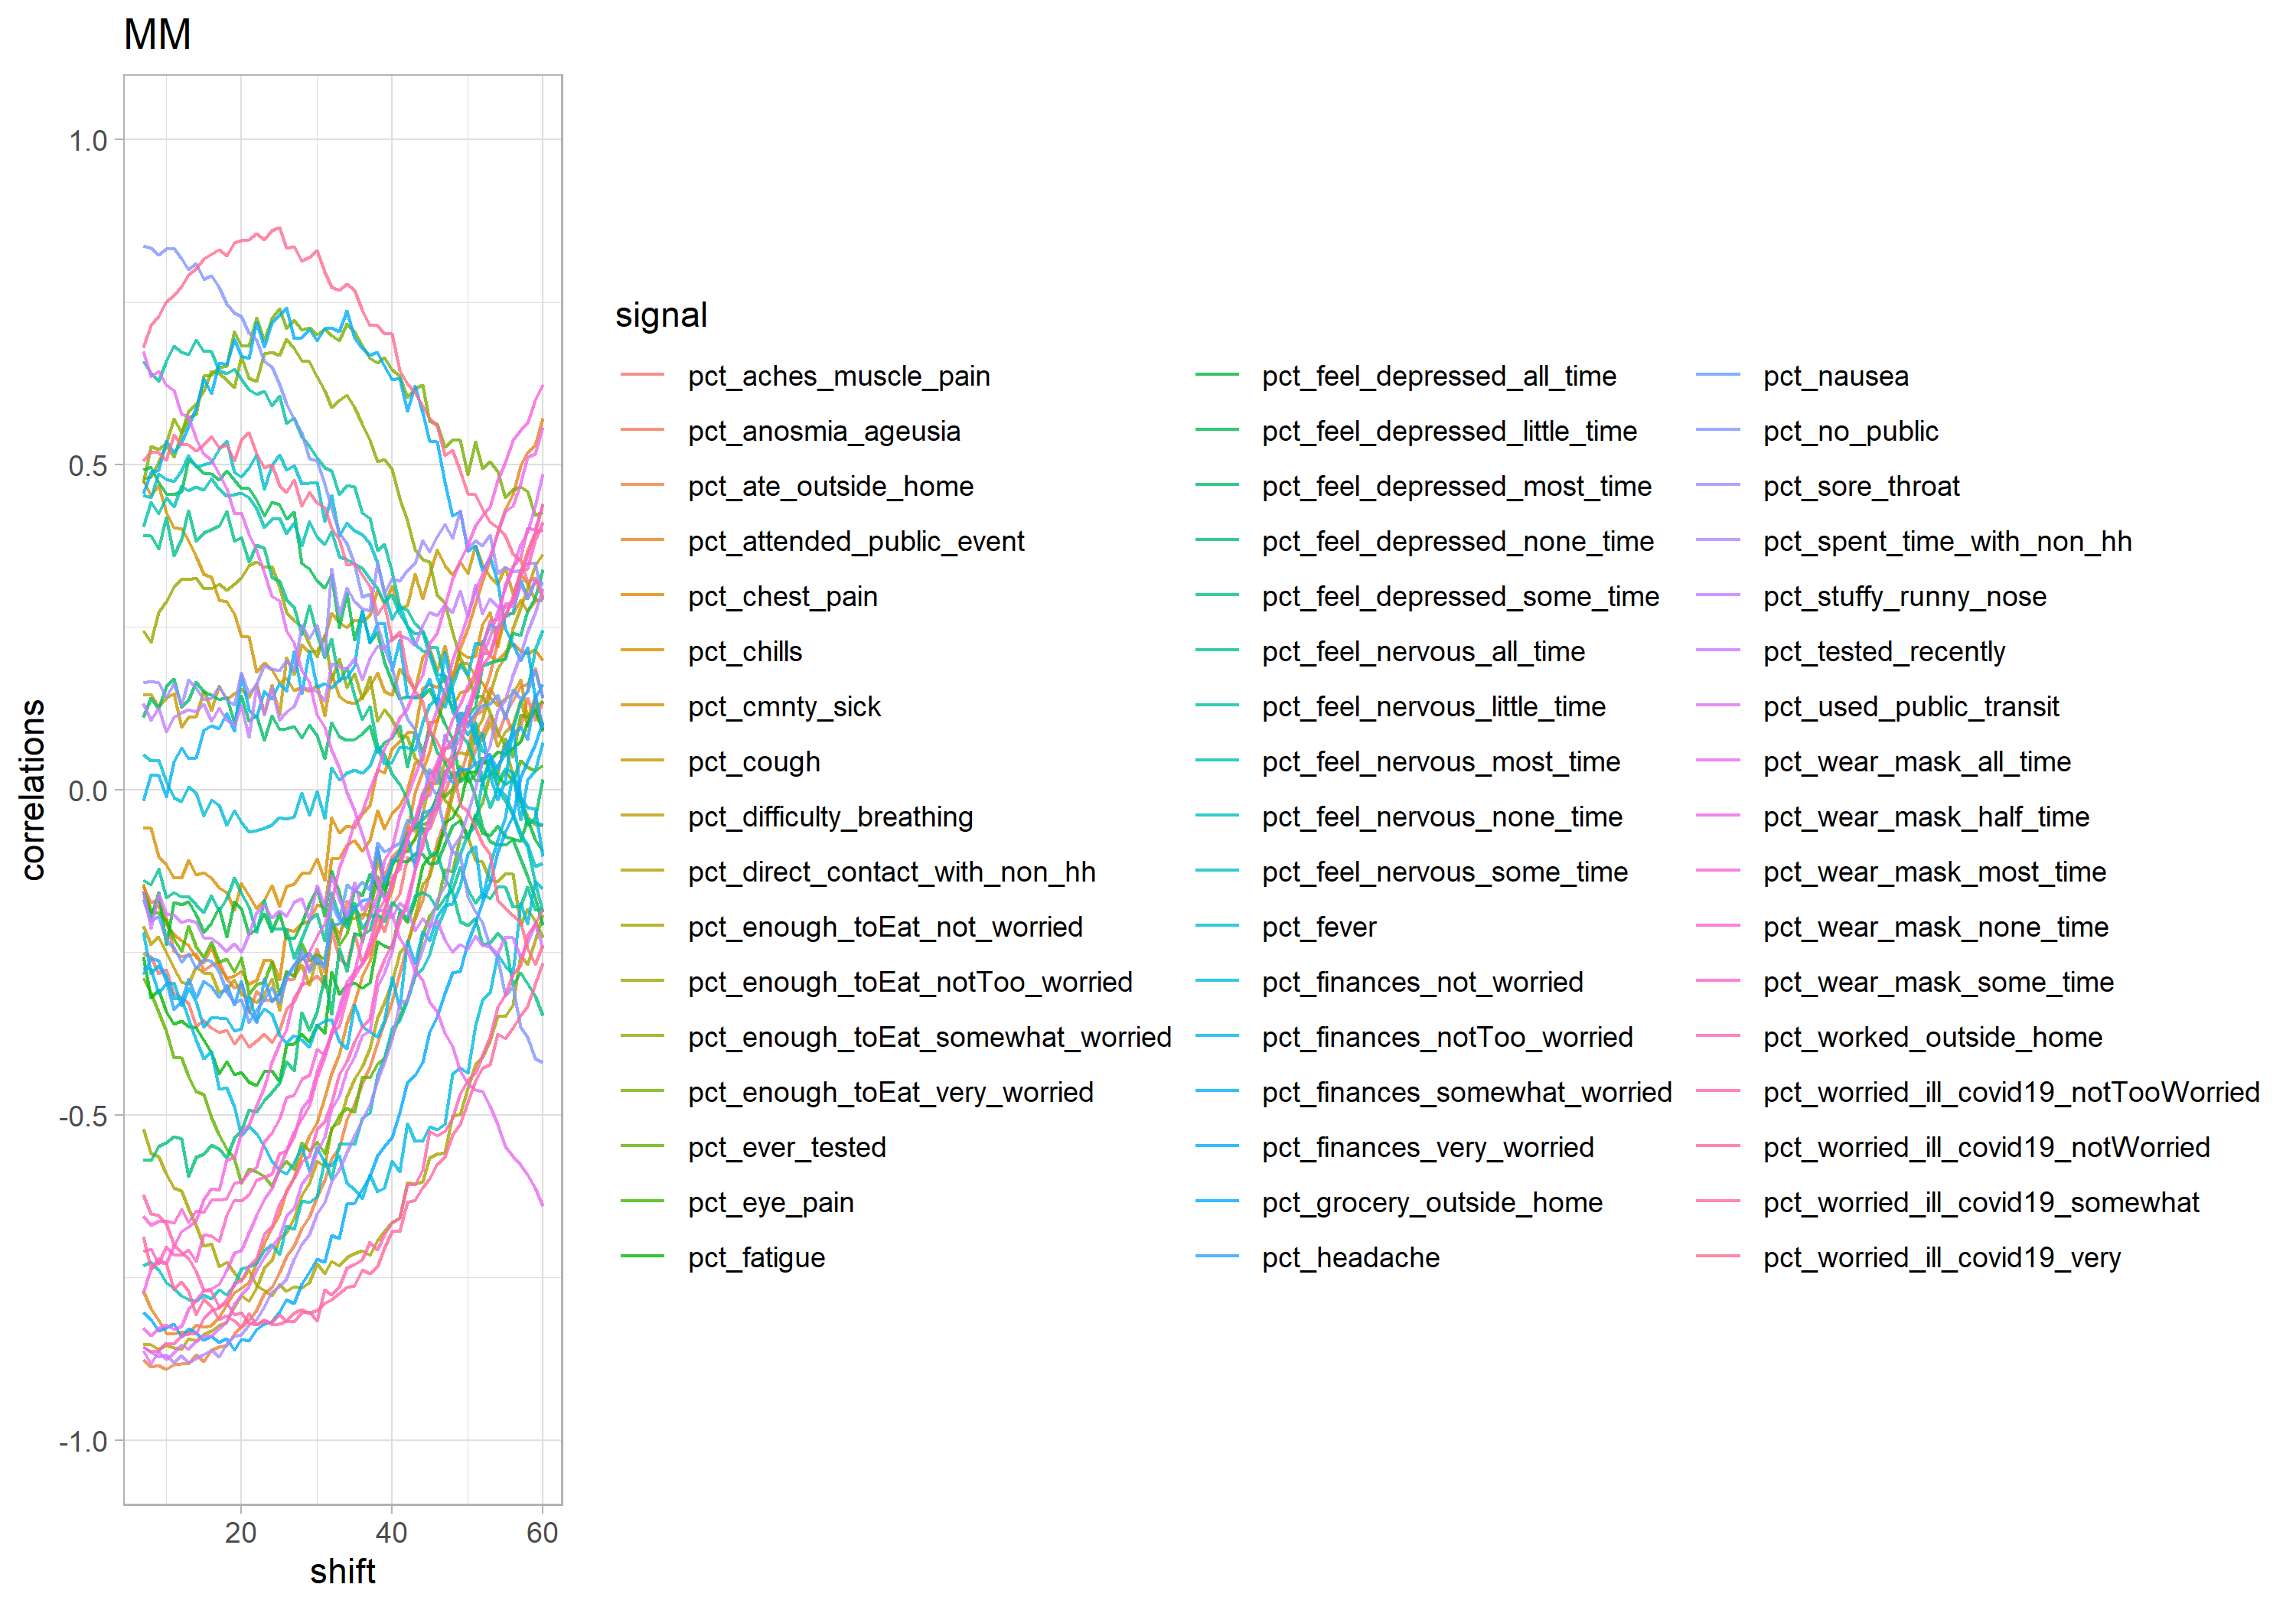 MM
correlations
1.0
0.5
0.0
-0.5
-1.0
20 40 60
shift
signal
pct_aches_muscle_pain
pct_anosmia_ageusia
pct_ate_outside_home
pct_attended_public_event
pct_chest_pain
pct_chills
pct_cmnty_sick
pct_cough
pct_difficulty_breathing
pct_direct_contact_with_non_hh
pct_enough_toEat_not_worried
pct_enough_toEat_notToo_worried
pct_enough_toEat_somewhat_worried
pct_enough_toEat_very_worried
pct_ever_tested
pct_eye_pain
pct_fatigue
pct_feel_depressed_all_time
pct_feel_depressed_little_time
pct_feel_depressed_most_time
pct_feel_depressed_none_time
pct_feel_depressed_some_time
pct_feel_nervous_all_time
pct_feel_nervous_little_time
pct_feel_nervous_most_time
pct_feel_nervous_none_time
pct_feel_nervous_some_time
pct_fever
pct_finances_not_worried
pct_finances_notToo_worried
pct_finances_somewhat_worried
pct_finances_very_worried
pct_grocery_outside_home
pct_headache
pct_nausea
pct_no_public
pct_sore_throat
pct_spent_time_with_non_hh
pct_stuffy_runny_nose
pct_tested_recently
pct_used_public_transit
pct_wear_mask_all_time
pct_wear_mask_half_time
pct_wear_mask_most_time
pct_wear_mask_none_time
pct_wear_mask_some_time
pct_worked_outside_home
pct_worried_ill_covid19_notTooWorried
pct_worried_ill_covid19_notWorried
pct_worried_ill_covid19_somewhat
pct_worried_ill_covid19_very